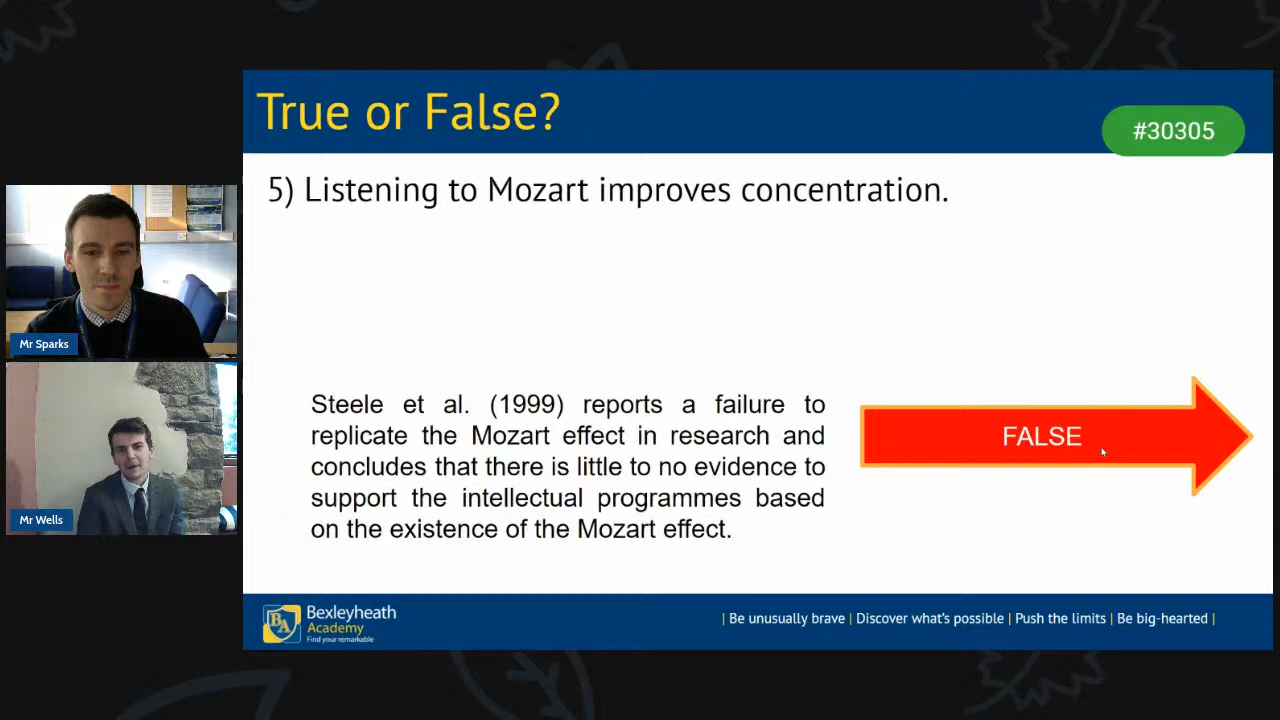 True or False?
#30305
5) Listening to Mozart improves concentration.
Mr Sparks
Mr Wells
Steele et al. (1999) reports a failure to
replicate the Mozart effect in research and
concludes that there is little to no evidence to
support the intellectual programmes based
on the existence of the Mozart effect.
FALSE
BA
Bexleyheath
Academy
Find your remarkable
| Be unusually brave | Discover what's possible | Push the limits | Be big-hearted |